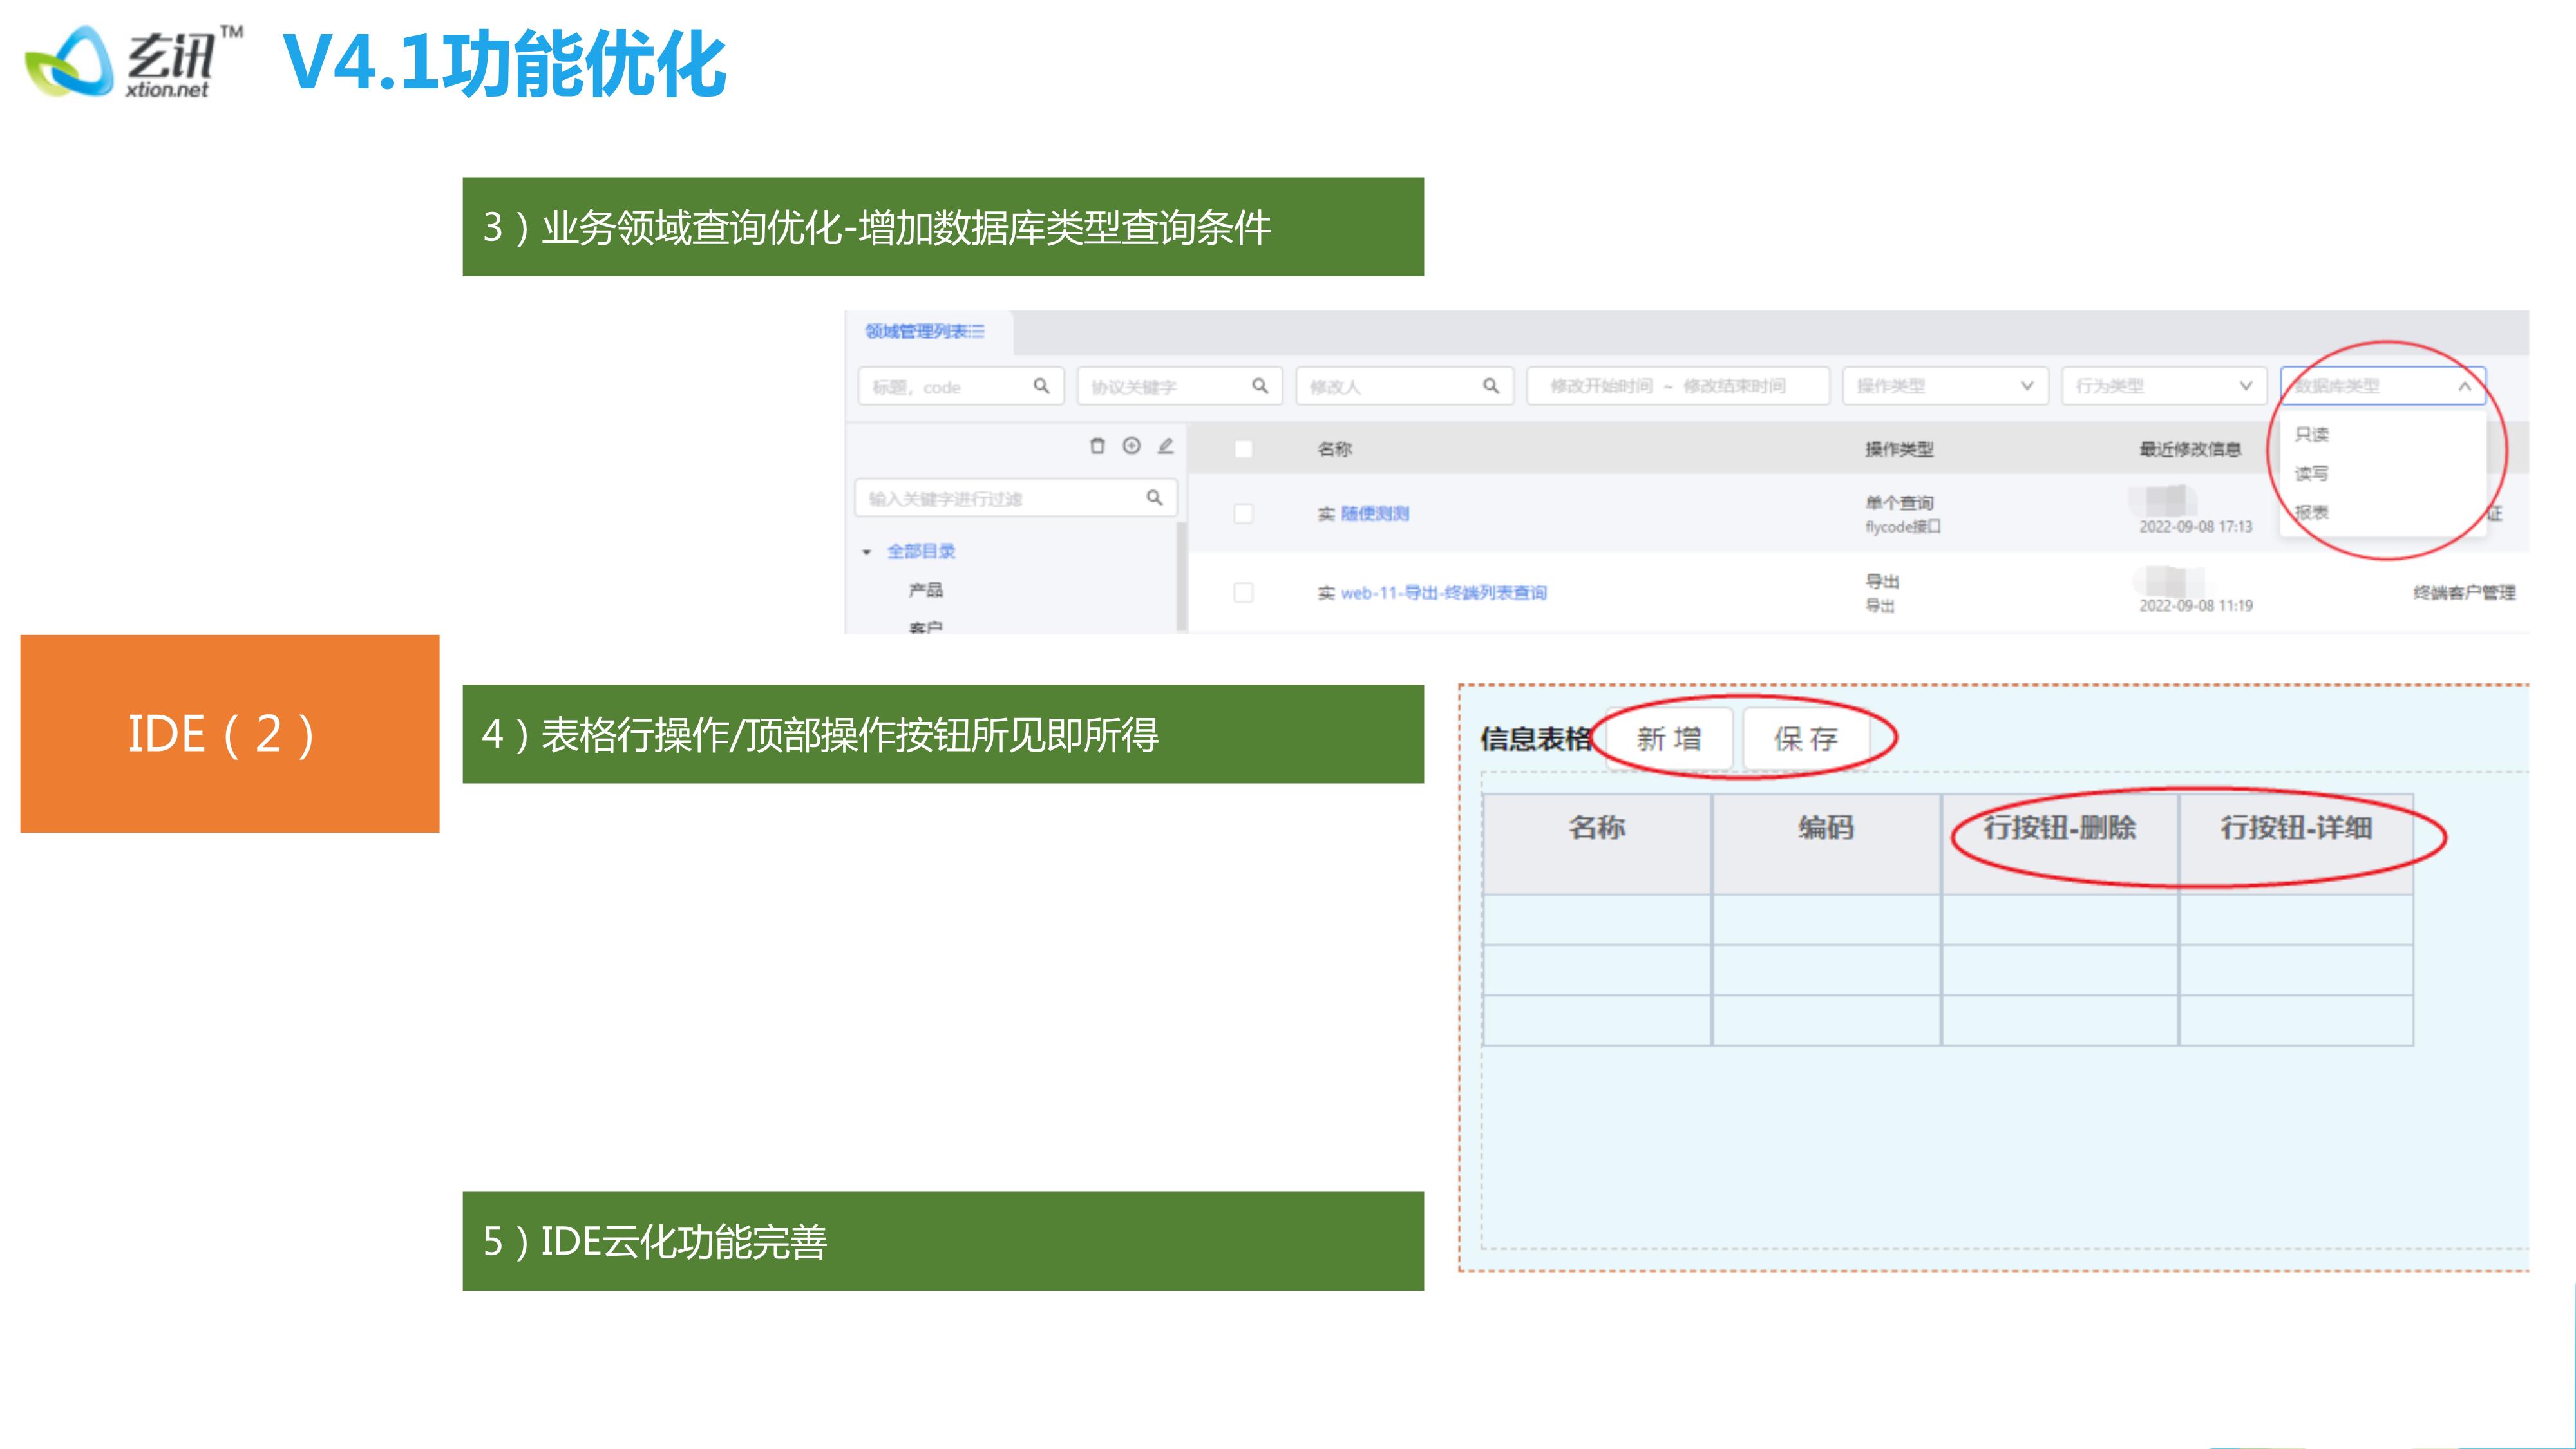 玄讯™
xtion.net
V4.1功能优化
3）业务领域查询优化-增加数据库类型查询条件
领域管理列表
标题，code
协议关键字
修改人
修改开始时间 ~ 修改结束时间
操作类型
行为类型
数据库类型
只读
读写
报表
名称
操作类型
最近修改信息
输入关键字进行过滤
全部目录
产品
客户
实 随便测测
单个查询
flycode接口
2022-09-08 17:13
证
实 web-11-导出-终端列表查询
导出
导出
2022-09-08 11:19
终端客户管理
IDE（2）
4）表格行操作/顶部操作按钮所见即所得
信息表格
新 增
保 存
名称
编码
行按钮-删除
行按钮-详细
5）IDE云化功能完善